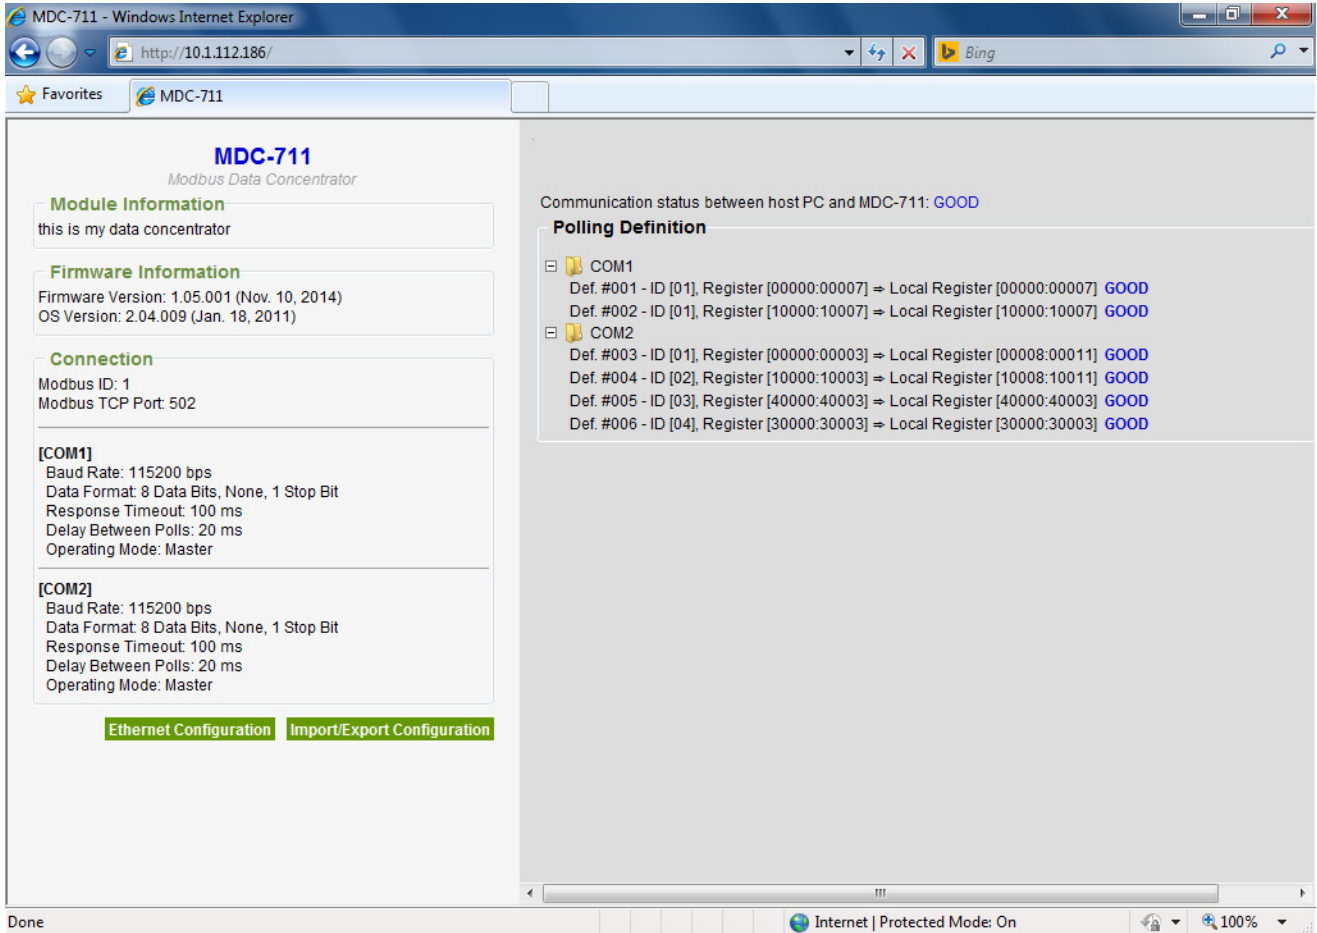 MDC-711 - Windows Internet Explorer
http://10.1.112.186/
Bing
Favorites
MDC-711
MDC-711
Modbus Data Concentrator
Module Information
this is my data concentrator
Firmware Information
Firmware Version: 1.05.001 (Nov. 10, 2014)
OS Version: 2.04.009 (Jan. 18, 2011)
Connection
Modbus ID: 1
Modbus TCP Port: 502
[COM1]
Baud Rate: 115200 bps
Data Format: 8 Data Bits, None, 1 Stop Bit
Response Timeout: 100 ms
Delay Between Polls: 20 ms
Operating Mode: Master
[COM2]
Baud Rate: 115200 bps
Data Format: 8 Data Bits, None, 1 Stop Bit
Response Timeout: 100 ms
Delay Between Polls: 20 ms
Operating Mode: Master
Ethernet Configuration
Import/Export Configuration
Communication status between host PC and MDC-711: GOOD
Polling Definition
COM1
Def. #001 - ID [01], Register [00000:00007] ⇒ Local Register [00000:00007] GOOD
Def. #002 - ID [01], Register [10000:10007] ⇒ Local Register [10000:10007] GOOD
COM2
Def. #003 - ID [01], Register [00000:00003] ⇒ Local Register [00008:00011] GOOD
Def. #004 - ID [02], Register [10000:10003] ⇒ Local Register [10008:10011] GOOD
Def. #005 - ID [03], Register [40000:40003] ⇒ Local Register [40000:40003] GOOD
Def. #006 - ID [04], Register [30000:30003] ⇒ Local Register [30000:30003] GOOD
Done
Internet | Protected Mode: On
100%